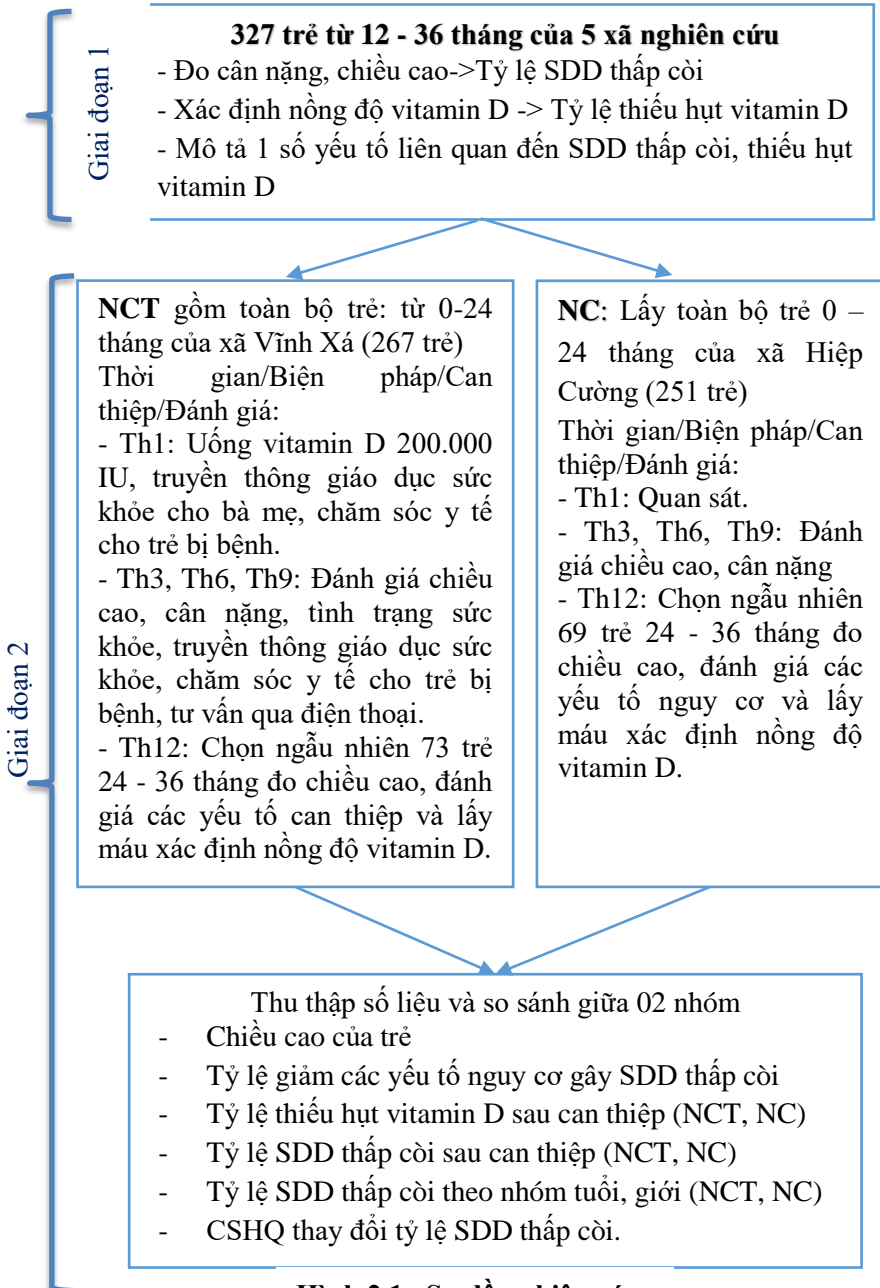 Giai đoạn 1
327 trẻ từ 12 - 36 tháng của 5 xã nghiên cứu
- Đo cân nặng, chiều cao->Tỷ lệ SDD thấp còi
- Xác định nồng độ vitamin D -> Tỷ lệ thiếu hụt vitamin D
- Mô tả 1 số yếu tố liên quan đến SDD thấp còi, thiếu hụt
vitamin D
Giai đoạn 2
NCT gồm toàn bộ trẻ: từ 0-24
tháng của xã Vĩnh Xá (267 trẻ)
Thời gian/Biện pháp/Can
thiệp/Đánh giá:
- Th1: Uống vitamin D 200.000
IU, truyền thông giáo dục sức
khỏe cho bà mẹ, chăm sóc y tế
cho trẻ bị bệnh.
- Th3, Th6, Th9: Đánh giá chiều
cao, cân nặng, tình trạng sức
khỏe, truyền thông giáo dục sức
khỏe, chăm sóc y tế cho trẻ bị
bệnh, tư vấn qua điện thoại.
- Th12: Chọn ngẫu nhiên 73 trẻ
24 - 36 tháng đo chiều cao, đánh
giá các yếu tố can thiệp và lấy
máu xác định nồng độ vitamin D.
NC: Lấy toàn bộ trẻ 0 –
24 tháng của xã Hiệp
Cường (251 trẻ)
Thời gian/Biện pháp/Can
thiệp/Đánh giá:
- Th1: Quan sát.
- Th3, Th6, Th9: Đánh
giá chiều cao, cân nặng
- Th12: Chọn ngẫu nhiên
69 trẻ 24 - 36 tháng đo
chiều cao, đánh giá các
yếu tố nguy cơ và lấy
máu xác định nồng độ
vitamin D.
Thu thập số liệu và so sánh giữa 02 nhóm
- Chiều cao của trẻ
- Tỷ lệ giảm các yếu tố nguy cơ gây SDD thấp còi
- Tỷ lệ thiếu hụt vitamin D sau can thiệp (NCT, NC)
- Tỷ lệ SDD thấp còi sau can thiệp (NCT, NC)
- Tỷ lệ SDD thấp còi theo nhóm tuổi, giới (NCT, NC)
- CSHQ thay đổi tỷ lệ SDD thấp còi.